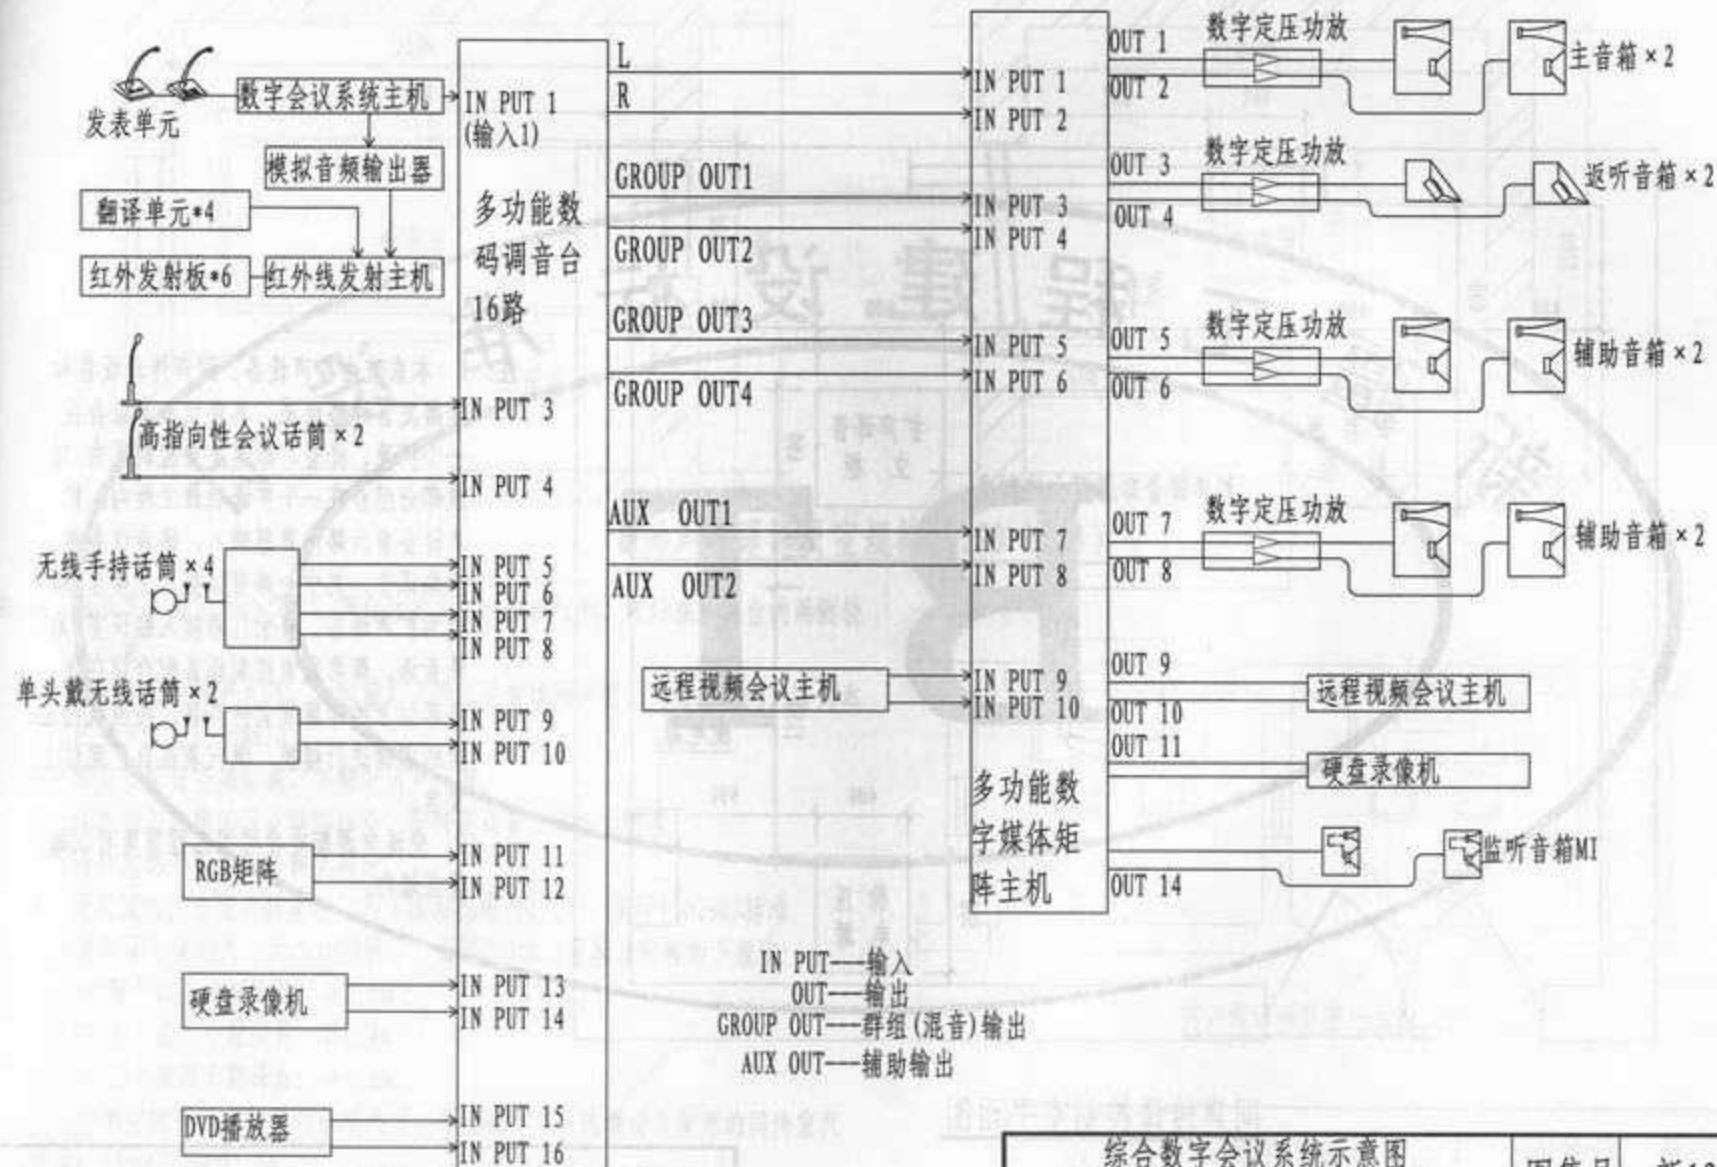 发表单元
数字会议系统主机
模拟音频输出器
翻译单元*4
红外发射板*6
红外线发射主机
高指向性会议话筒×2
无线手持话筒×4
单头戴无线话筒×2
RGB矩阵
硬盘录像机
DVD播放器
IN PUT 1
(输入1)
多功能数
码调音台
16路
IN PUT 3
IN PUT 4
IN PUT 5
IN PUT 6
IN PUT 7
IN PUT 8
IN PUT 9
IN PUT 10
IN PUT 11
IN PUT 12
IN PUT 13
IN PUT 14
IN PUT 15
IN PUT 16
L
R
GROUP OUT1
GROUP OUT2
GROUP OUT3
GROUP OUT4
AUX OUT1
AUX OUT2
远程视频会议主机
IN PUT 1
IN PUT 2
IN PUT 3
IN PUT 4
IN PUT 5
IN PUT 6
IN PUT 7
IN PUT 8
IN PUT 9
IN PUT 10
多功能数
字媒体矩
阵主机
OUT 1
OUT 2
OUT 3
OUT 4
OUT 5
OUT 6
OUT 7
OUT 8
OUT 9
OUT 10
OUT 11
OUT 14
数字定压功放
主音箱×2
数字定压功放
返听音箱×2
数字定压功放
辅助音箱×2
数字定压功放
辅助音箱×2
远程视频会议主机
硬盘录像机
监听音箱MI
IN PUT---输入
OUT---输出
GROUP OUT---群组(混音)输出
AUX OUT---辅助输出
综合数字会议系统示意图
图集号